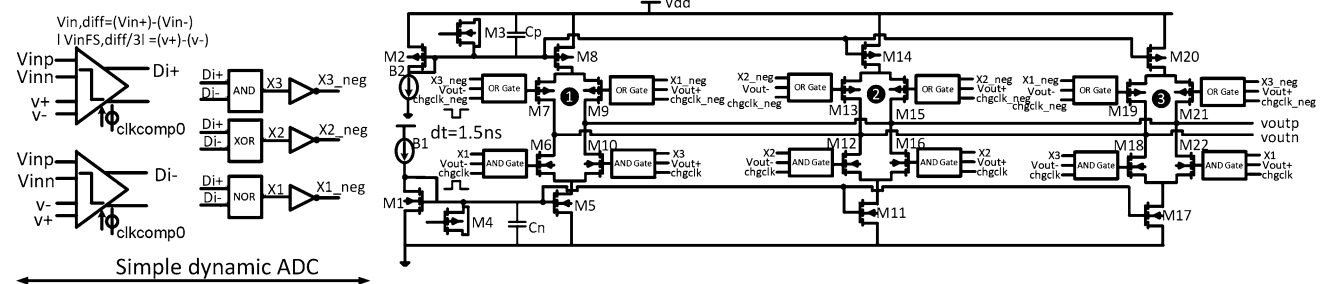 Vdd
Vin,diff=(Vin+)-(Vin-)
| VinFS,diff/3| =(v+)-(v-)
Vinp
Vinn
v+
v-
Di+
clkcomp0
Vinp
Vinn
v-
v+
Di-
clkcomp0
Di+
Di-
AND
X3
X3_neg
Di+
Di-
XOR
X2
X2_neg
Di+
Di-
NOR
X1
X1_neg
Simple dynamic ADC
M2
M3
Cp
B2
B1
dt=1.5ns
M1
M4
Cn
M8
X3_neg
Vout-
chgclk_neg
OR Gate
M7
1
M9
OR Gate
X1_neg
Vout+
chgclk_neg
X1
Vout-
chgclk
AND Gate
M6
M10
AND Gate
X3
Vout+
chgclk
M5
M14
X2_neg
Vout-
chgclk_neg
OR Gate
M13
2
M15
OR Gate
X2_neg
Vout+
chgclk_neg
X2
Vout-
chgclk
AND Gate
M12
M16
AND Gate
X2
Vout+
chgclk
M11
M20
X1_neg
Vout-
chgclk_neg
OR Gate
M19
3
M21
OR Gate
X3_neg
Vout+
chgclk_neg
voutp
voutn
X3
Vout-
chgclk
AND Gate
M18
M22
AND Gate
X1
Vout+
chgclk
M17